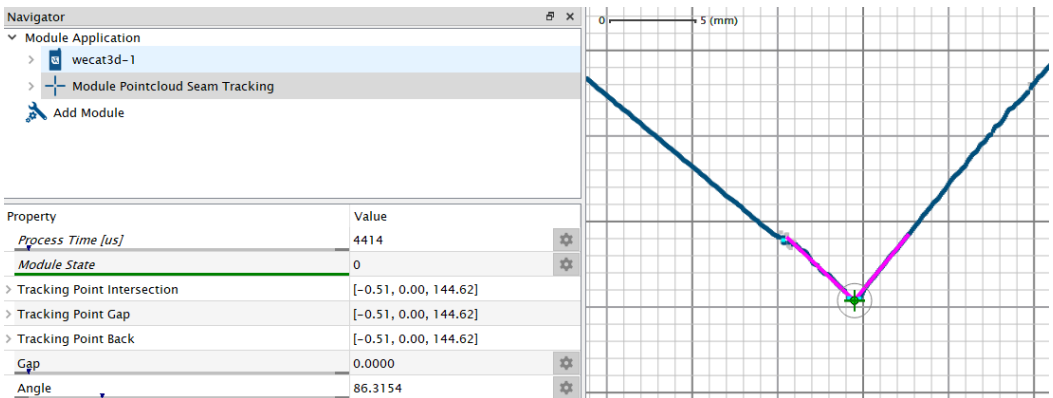 Navigator
Module Application
wecat3d-1
Module Pointcloud Seam Tracking
Add Module
Property Value
Process Time [us] 4414
Module State 0
Tracking Point Intersection [-0.51, 0.00, 144.62]
Tracking Point Gap [-0.51, 0.00, 144.62]
Tracking Point Back [-0.51, 0.00, 144.62]
Gap 0.0000
Angle 86.3154
0 5 (mm)